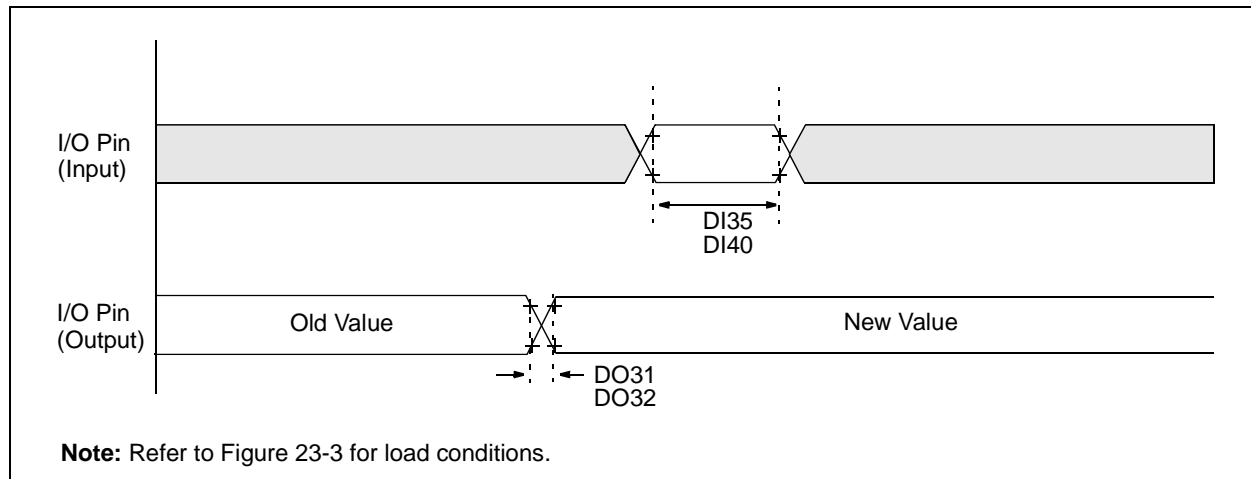 I/O Pin
(Input)
DI35
DI40
I/O Pin
(Output)
Old Value
New Value
DO31
DO32
Note: Refer to Figure 23-3 for load conditions.